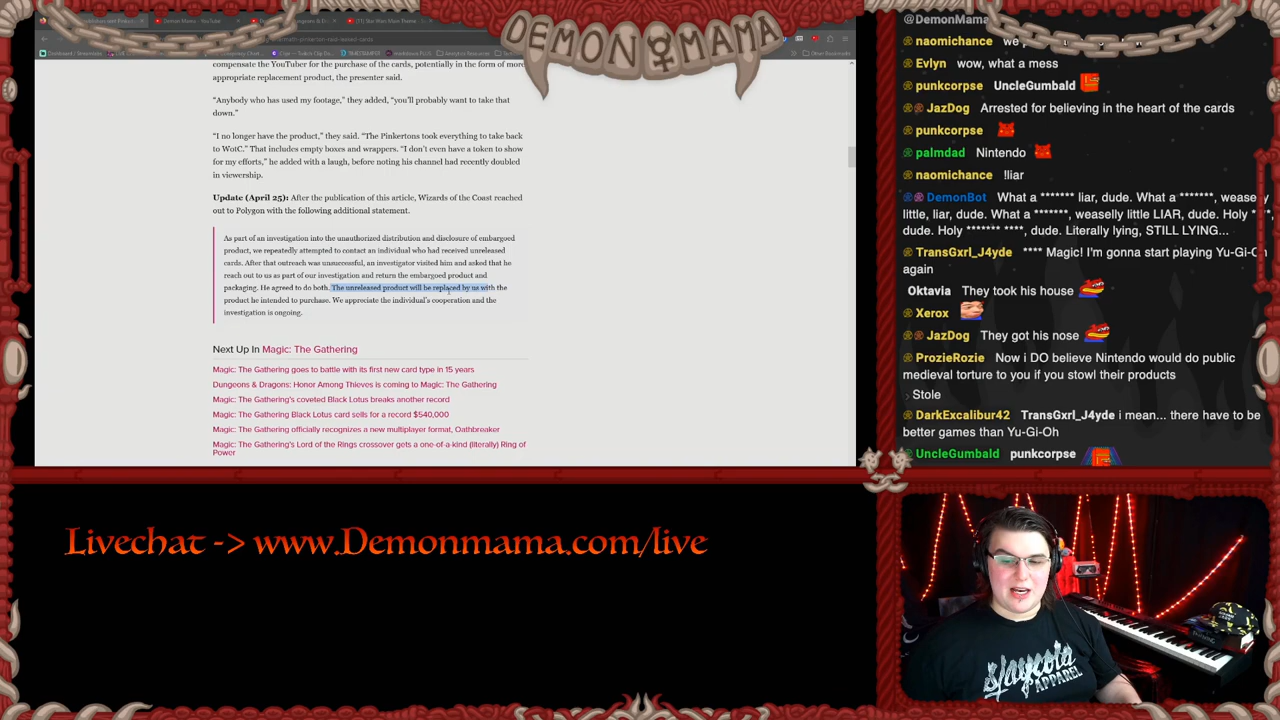 DEMON MAMA
Demon Mama - YouTube
compensate the YouTuber for the purchase of the cards, potentially in the form of more
appropriate replacement product, the presenter said.
“Anybody who has used my footage,” they added, “you’ll probably want to take that
down.”
“I no longer have the product,” they said. “The Pinkertons took everything to take back
to WotC.” That includes empty boxes and wrappers. “I don’t even have a token to show
for my efforts,” he added with a laugh, before noting his channel had recently doubled
in viewership.
Update (April 25): After the publication of this article, Wizards of the Coast reached
out to Polygon with the following additional statement.
As part of an investigation into the unauthorized distribution and disclosure of embargoed
product, we repeatedly attempted to contact an individual who had received unreleased
cards. After that outreach was unsuccessful, an investigator visited him and asked that he
reach out to us as part of our investigation and return the embargoed product and
packaging. He agreed to do both. The unreleased product will be replaced by us with the
product he intended to purchase. We appreciate the individual’s cooperation and the
investigation is ongoing.
Next Up In Magic: The Gathering
Magic: The Gathering goes to battle with its first new card type in 15 years
Dungeons & Dragons: Honor Among Thieves is coming to Magic: The Gathering
Magic: The Gathering’s coveted Black Lotus breaks another record
Magic: The Gathering Black Lotus card sells for a record $540,000
Magic: The Gathering officially recognizes a new multiplayer format, Oathbreaker
Magic: The Gathering’s Lord of the Rings crossover gets a one-of-a-kind (literally) Ring of
Power
@DemonMama
naomichance we
Evlyn wow, what a mess
punkcorpse UncleGumbald
JazDog Arrested for believing in the heart of the cards
punkcorpse
palmdad Nintendo
naomichance !liar
DemonBot What a ******* liar, dude. What a *******, weaselly
little, liar, dude. What a *******, weaslly little LIAR, dude. Holy
dude. Holy ******* ****, dude. Literally lying, STILL LYING...
TransGxrl_J4yde **** Magic! I'm going to play Yu-Gi-Oh
again
Oktavia They took his house
Xerox
JazDog They got his nose
ProzieRozie Now i DO believe Nintendo would do public
medieval torture to you if you stowl their products
Stole
DarkExcalibur42 TransGxrl_J4yde i mean... there have to be
better games than Yu-Gi-Oh
UncleGumbald punkcorpse
Livechat -> www.Demonmama.com/live
Slaycola
APPAREL